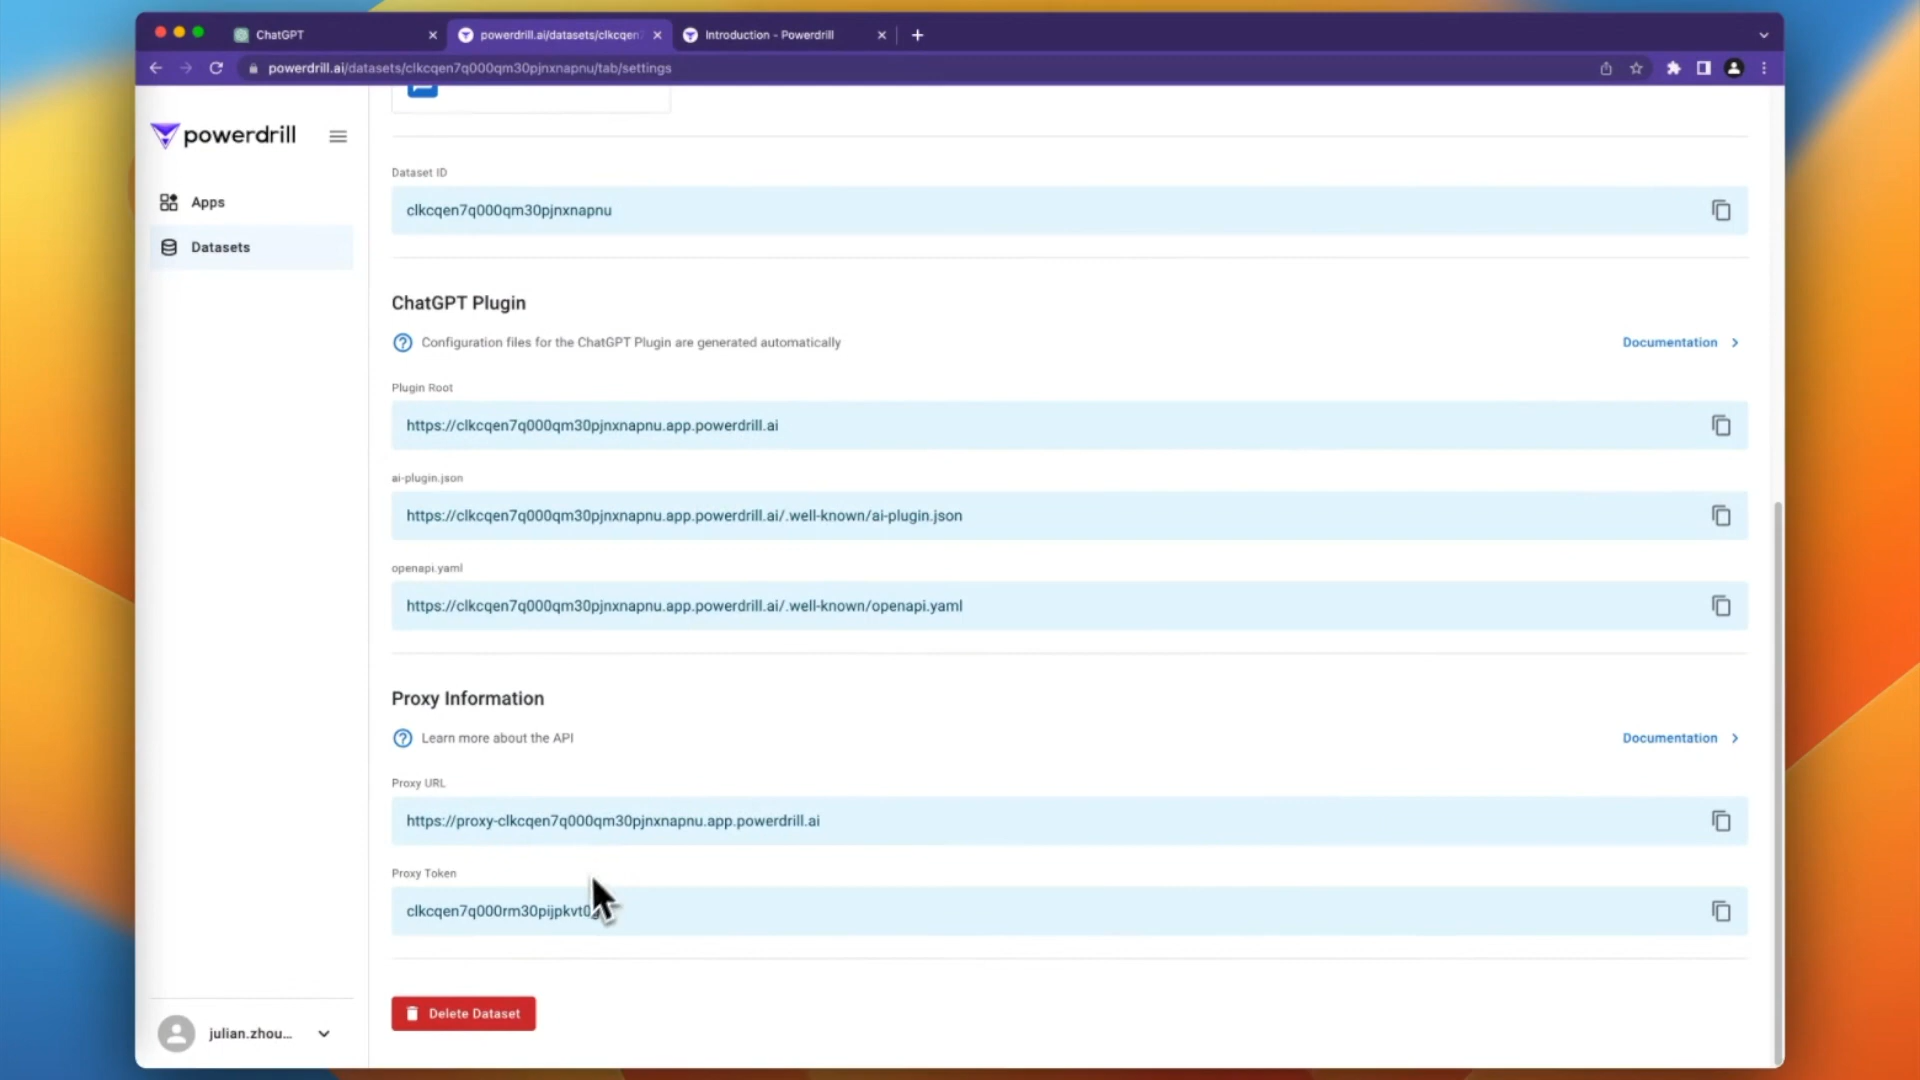 ChatGPT
powerdrill.ai/datasets/clkcqen7
Introduction - Powerdrill
powerdrill.ai/datasets/clkcqen7q000qm30pjnxnapnu/tab/settings
powerdrill
Apps
Datasets
Dataset ID
clkcqen7q000qm30pjnxnapnu
ChatGPT Plugin
Configuration files for the ChatGPT Plugin are generated automatically
Documentation
Plugin Root
https://clkcqen7q000qm30pjnxnapnu.app.powerdrill.ai
ai-plugin.json
https://clkcqen7q000qm30pjnxnapnu.app.powerdrill.ai/.well-known/ai-plugin.json
openapi.yaml
https://clkcqen7q000qm30pjnxnapnu.app.powerdrill.ai/.well-known/openapi.yaml
Proxy Information
Learn more about the API
Documentation
Proxy URL
https://proxy-clkcqen7q000qm30pjnxnapnu.app.powerdrill.ai
Proxy Token
Delete Dataset
julian.zhou...